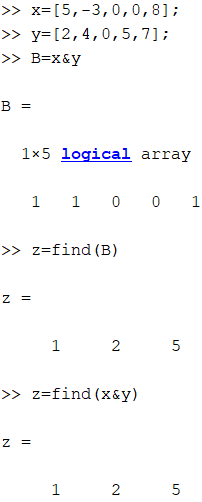 >> x=[5,-3,0,0,8];
>> y=[2,4,0,5,7];
>> B=x&y
B =
1×5 logical array
1 1 0 0 1
>> z=find(B)
z =
1 2 5
>> z=find(x&y)
z =
1 2 5